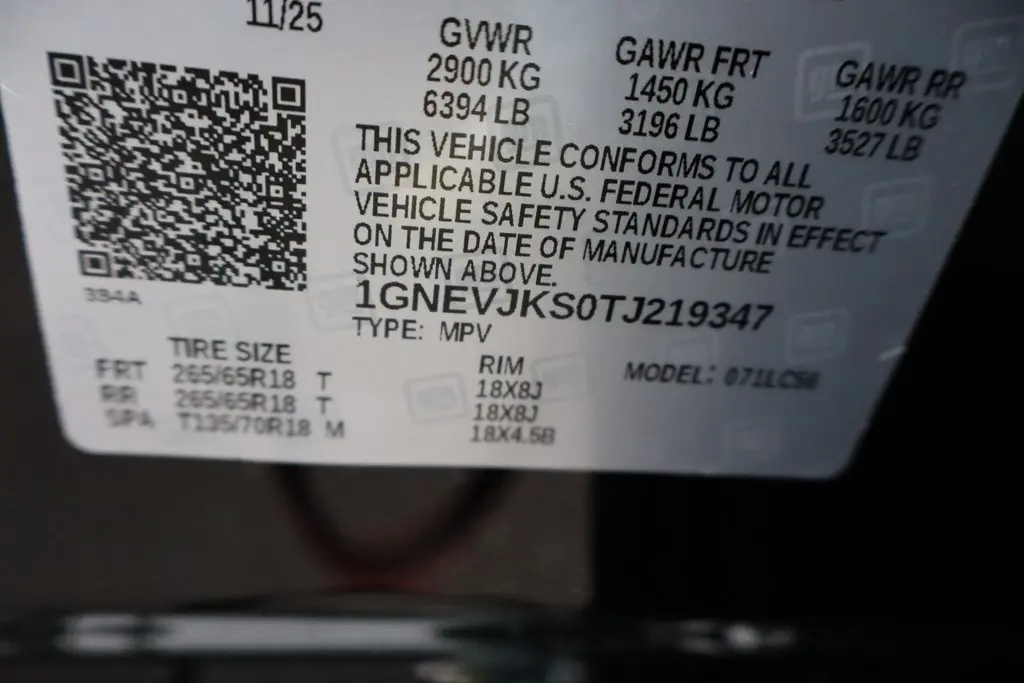 11/25
GVWR
2900 KG
6394 LB
GAWR FRT
1450 KG
3196 LB
GAWR RR
1600 KG
3527 LB
THIS VEHICLE CONFORMS TO ALL
APPLICABLE U.S. FEDERAL MOTOR
VEHICLE SAFETY STANDARDS IN EFFECT
ON THE DATE OF MANUFACTURE
SHOWN ABOVE.
1GNEVJKS0TJ219347
TYPE: MPV
TIRE SIZE
RIM
FRT 265/65R18 T 18X8J
RR 265/65R18 T 18X8J
SPA T135/70R18 M 18X4.5B
MODEL: